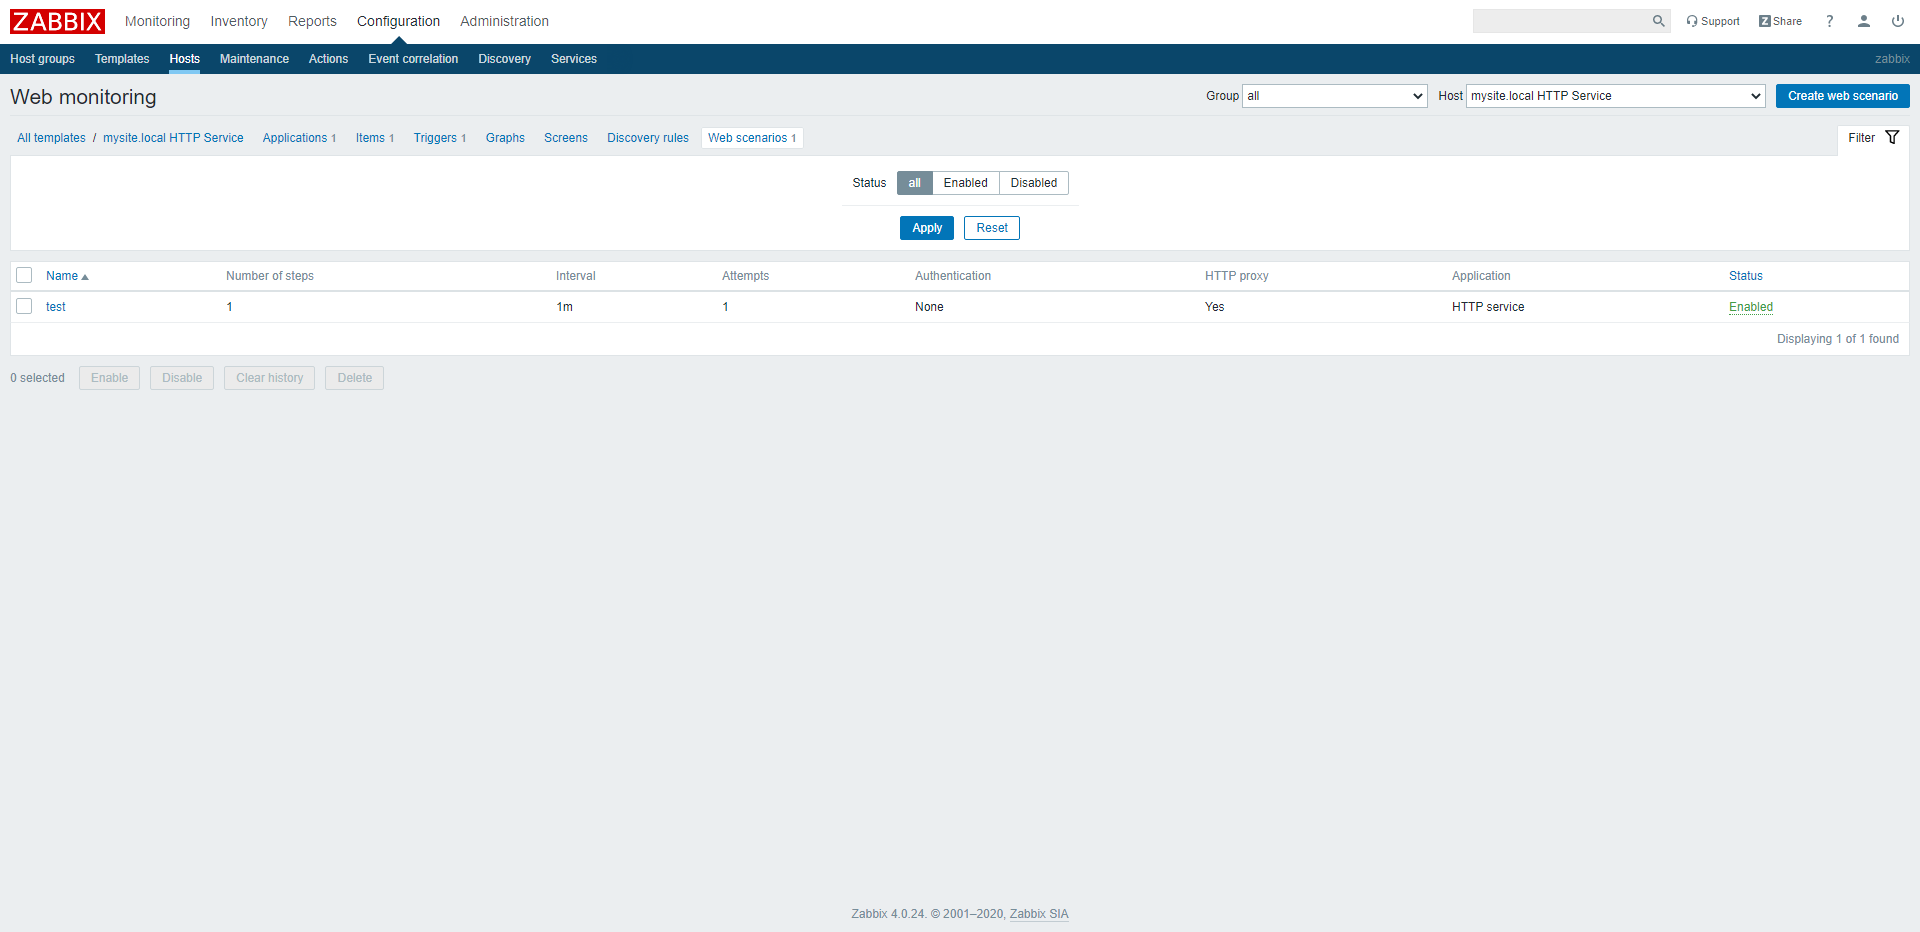 ZABBIX Monitoring Inventory Reports Configuration Administration Support Z Share ?
Host groups Templates Hosts Maintenance Actions Event correlation Discovery Services zabbix
Web monitoring Group all Host mysite.local HTTP Service Create web scenario
All templates / mysite.local HTTP Service Applications 1 Items 1 Triggers 1 Graphs Screens Discovery rules Web scenarios 1 Filter
Status all Enabled Disabled
Apply Reset
Name Number of steps Interval Attempts Authentication HTTP proxy Application Status
test 1 1m 1 None Yes HTTP service Enabled
Displaying 1 of 1 found
0 selected Enable Disable Clear history Delete
Zabbix 4.0.24. © 2001–2020, Zabbix SIA